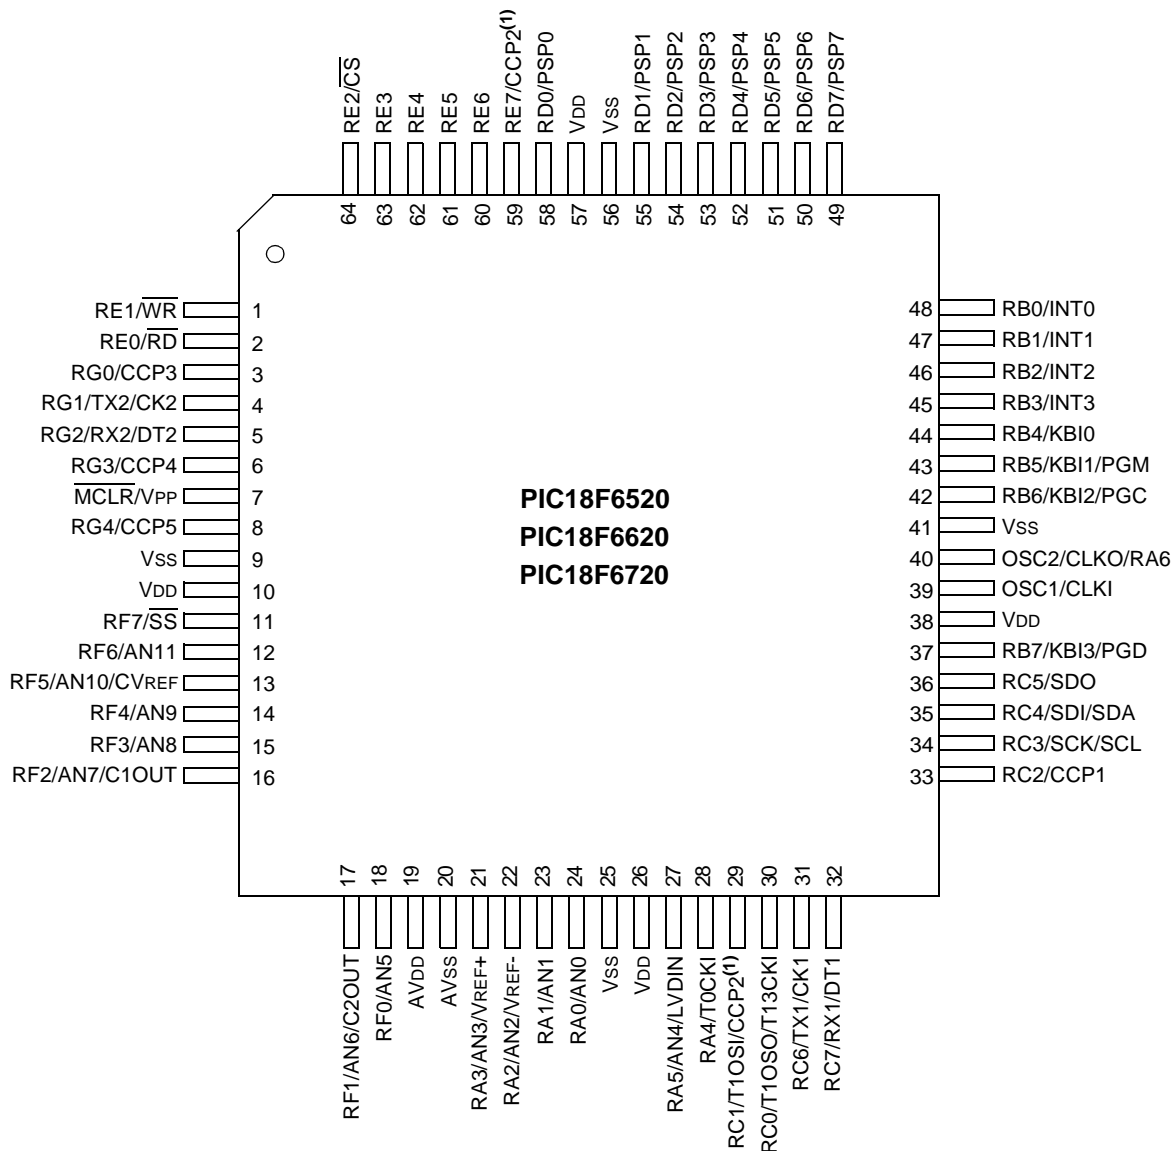 RE2/CS
RE3
RE4
RE5
RE6
RE7/CCP2(1)
RD0/PSP0
VDD
VSS
RD1/PSP1
RD2/PSP2
RD3/PSP3
RD4/PSP4
RD5/PSP5
RD6/PSP6
RD7/PSP7
64 63 62 61 60 59 58 57 56 55 54 53 52 51 50 49
RE1/WR 1
RE0/RD 2
RG0/CCP3 3
RG1/TX2/CK2 4
RG2/RX2/DT2 5
RG3/CCP4 6
MCLR/VPP 7
RG4/CCP5 8
VSS 9
VDD 10
RF7/SS 11
RF6/AN11 12
RF5/AN10/CVREF 13
RF4/AN9 14
RF3/AN8 15
RF2/AN7/C1OUT 16
PIC18F6520
PIC18F6620
PIC18F6720
48 RB0/INT0
47 RB1/INT1
46 RB2/INT2
45 RB3/INT3
44 RB4/KBI0
43 RB5/KBI1/PGM
42 RB6/KBI2/PGC
41 VSS
40 OSC2/CLKO/RA6
39 OSC1/CLKI
38 VDD
37 RB7/KBI3/PGD
36 RC5/SDO
35 RC4/SDI/SDA
34 RC3/SCK/SCL
33 RC2/CCP1
17 18 19 20 21 22 23 24 25 26 27 28 29 30 31 32
RF1/AN6/C2OUT
RF0/AN5
AVDD
AVSS
RA3/AN3/VREF+
RA2/AN2/VREF-
RA1/AN1
RA0/AN0
VSS
VDD
RA5/AN4/LVDIN
RA4/T0CKI
RC1/T1OSI/CCP2(1)
RC0/T1OSO/T13CKI
RC6/TX1/CK1
RC7/RX1/DT1